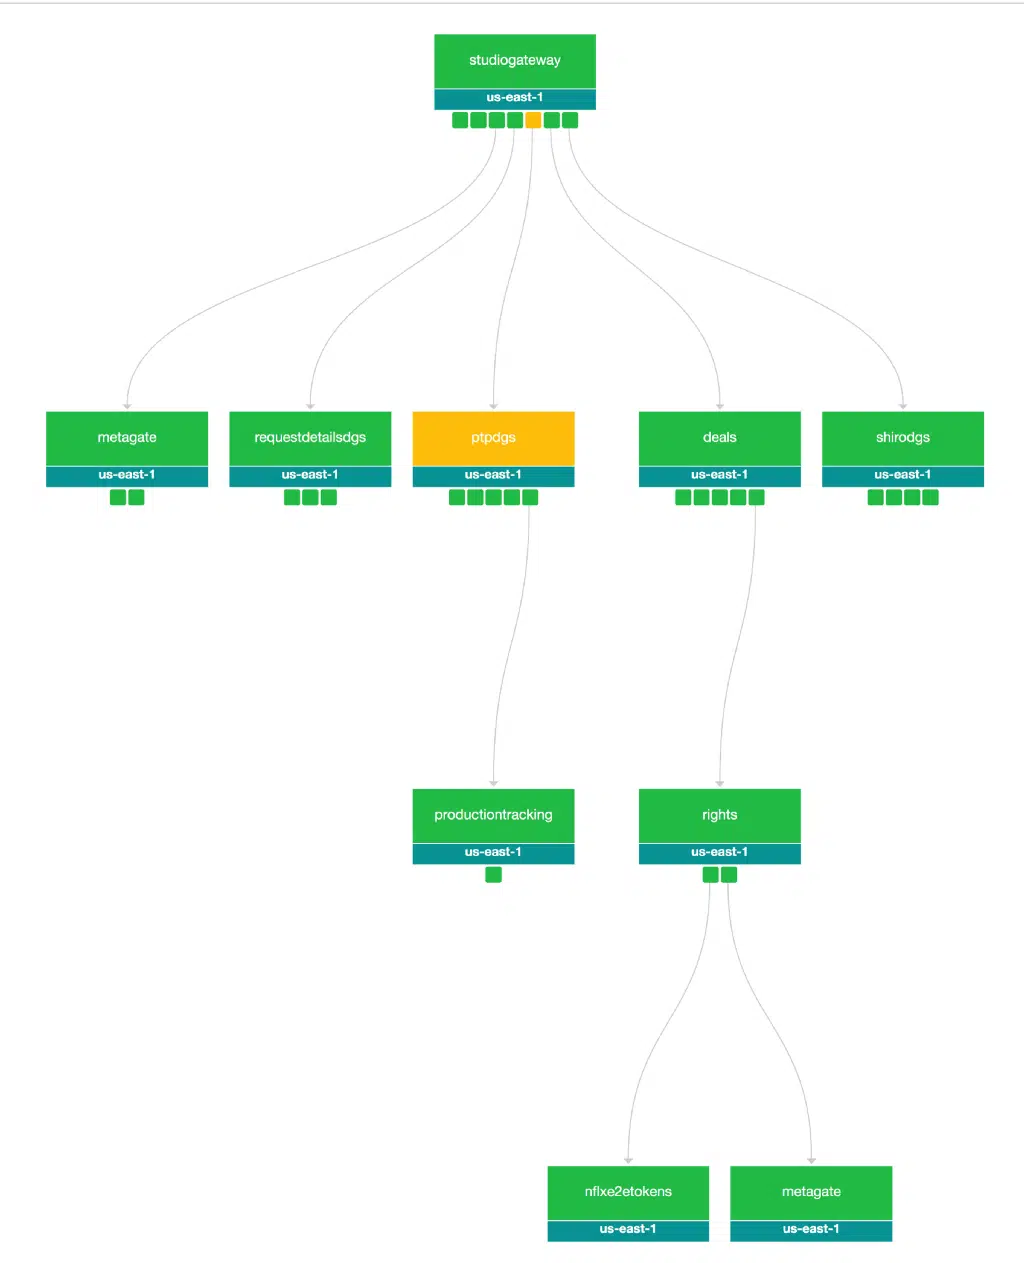 studiogateway
us-east-1
metagate
us-east-1
requestdetailsdgs
us-east-1
ptpdgs
us-east-1
deals
us-east-1
shirodgs
us-east-1
productiontracking
us-east-1
rights
us-east-1
nflxe2etokens
us-east-1
metagate
us-east-1